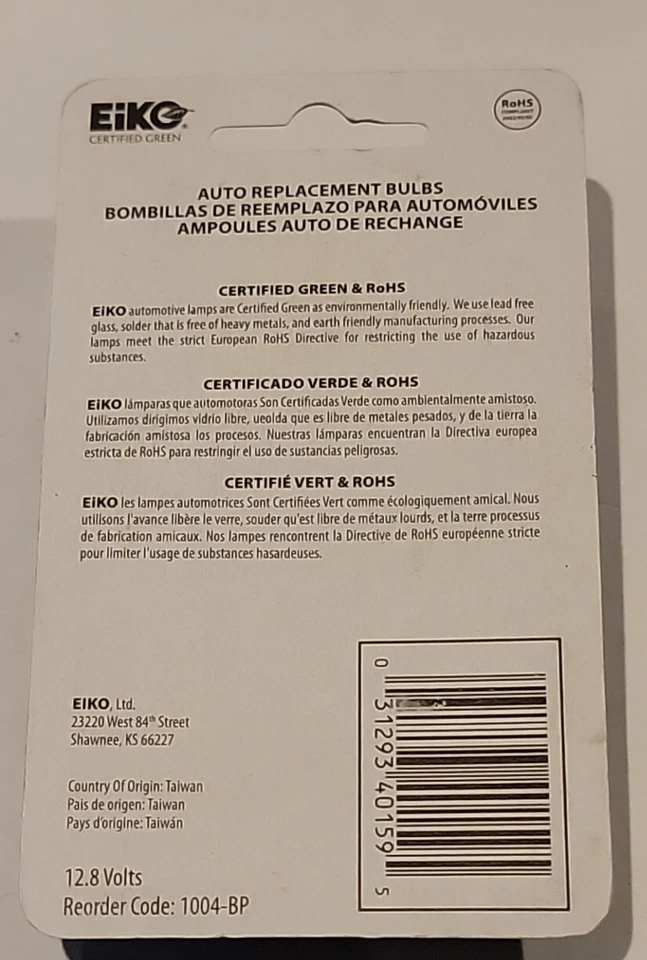 EiKO
CERTIFIED GREEN
RoHS
AUTO REPLACEMENT BULBS
BOMBILLAS DE REEMPLAZO PARA AUTOMÓVILES
AMPOULES AUTO DE RECHANGE
CERTIFIED GREEN & RoHS
EiKO automotive lamps are Certified Green as environmentally friendly. We use lead free
glass, solder that is free of heavy metals, and earth friendly manufacturing processes. Our
lamps meet the strict European RoHS Directive for restricting the use of hazardous
substances.
CERTIFICADO VERDE & ROHS
EiKO lámparas que automotoras Son Certificadas Verde como ambientalmente amistoso.
Utilizamos dirigimos vidrio libre, ueolda que es libre de metales pesados, y de la tierra la
fabricación amistosa los procesos. Nuestras lámparas encuentran la Directiva europea
estricta de RoHS para restringir el uso de sustancias peligrosas.
CERTIFIÉ VERT & ROHS
EiKO les lampes automotrices Sont Certifiées Vert comme écologiquement amical. Nous
utilisons l'avance libère le verre, souder qu'est libre de métaux lourds, et la terre processus
de fabrication amicaux. Nos lampes rencontrent la Directive de RoHS européenne stricte
pour limiter l'usage de substances hasardeuses.
EIKO, Ltd.
23220 West 84th Street
Shawnee, KS 66227
Country Of Origin: Taiwan
Pais de origen: Taiwan
Pays d'origine: Taiwán
12.8 Volts
Reorder Code: 1004-BP
0 31293 40159 5